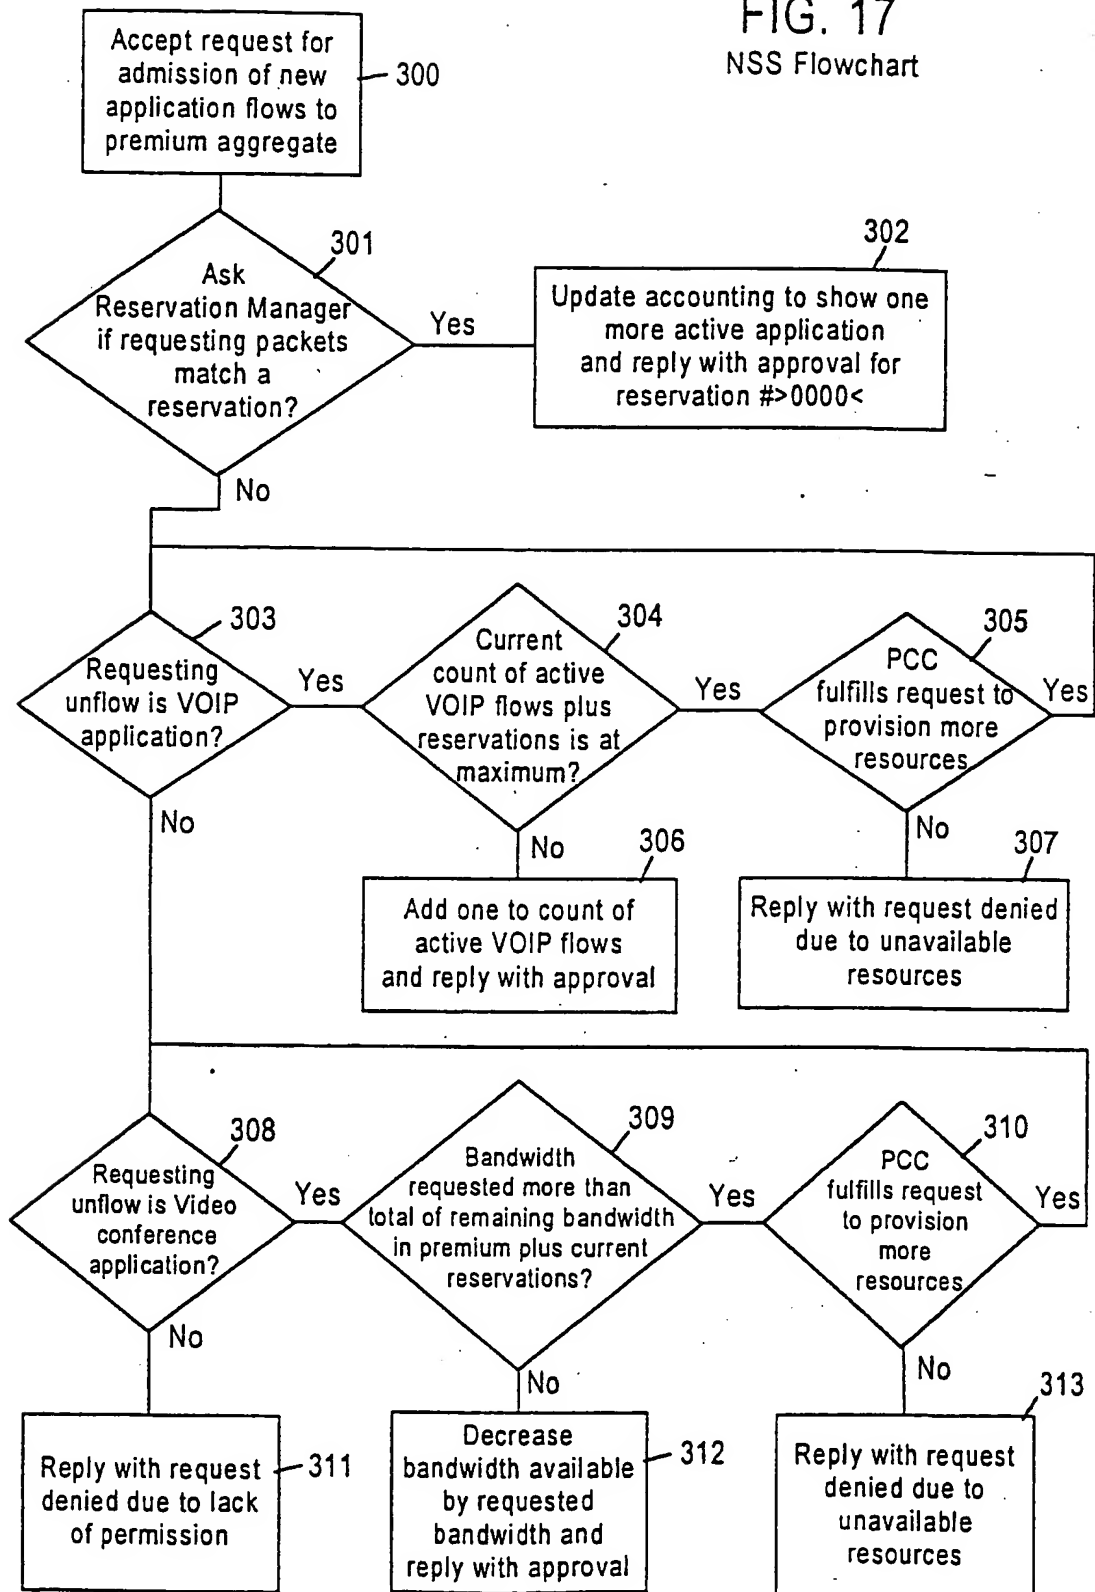 FIG. 17
NSS Flowchart
Accept request for
admission of new
application flows to
premium aggregate
300
301
Ask
Reservation Manager
if requesting packets
match a
reservation?
Yes
302
Update accounting to show one
more active application
and reply with approval for
reservation #>0000<
No
303
Requesting
unflow is VOIP
application?
Yes
304
Current
count of active
VOIP flows plus
reservations is at
maximum?
Yes
305
PCC
fulfills request to
provision more
resources
Yes
No
No
306
Add one to count of
active VOIP flows
and reply with approval
No
307
Reply with request denied
due to unavailable
resources
308
Requesting
unflow is Video
conference
application?
Yes
309
Bandwidth
requested more than
total of remaining bandwidth
in premium plus current
reservations?
Yes
310
PCC
fulfills request
to provision
more
resources
Yes
No
Reply with request
denied due to lack
of permission
311
No
Decrease
bandwidth available
by requested
bandwidth and
reply with approval
312
No
313
Reply with request
denied due to
unavailable
resources